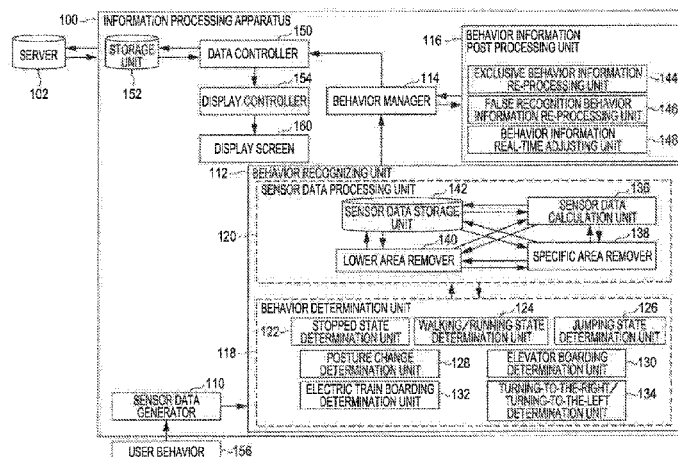 100
INFORMATION PROCESSING APPARATUS
SERVER
102
STORAGE
UNIT
152
150
DATA CONTROLLER
154
DISPLAY CONTROLLER
160
DISPLAY SCREEN
114
BEHAVIOR MANAGER
116
BEHAVIOR INFORMATION
POST PROCESSING UNIT
EXCLUSIVE BEHAVIOR INFORMATION
RE-PROCESSING UNIT
144
FALSE RECOGNITION BEHAVIOR
INFORMATION RE-PROCESSING UNIT
146
BEHAVIOR INFORMATION
REAL-TIME ADJUSTING UNIT
148
112
BEHAVIOR RECOGNIZING UNIT
SENSOR DATA PROCESSING UNIT
120
142
SENSOR DATA STORAGE
UNIT
136
SENSOR DATA
CALCULATION UNIT
140
LOWER AREA REMOVER
138
SPECIFIC AREA REMOVER
118
BEHAVIOR DETERMINATION UNIT
122
STOPPED STATE
DETERMINATION UNIT
124
WALKING/RUNNING STATE
DETERMINATION UNIT
126
JUMPING STATE
DETERMINATION UNIT
POSTURE CHANGE
DETERMINATION UNIT
128
ELEVATOR BOARDING
DETERMINATION UNIT
130
ELECTRIC TRAIN BOARDING
DETERMINATION UNIT
132
TURNING-TO-THE-RIGHT/
TURNING-TO-THE-LEFT
DETERMINATION UNIT
134
110
SENSOR DATA
GENERATOR
USER BEHAVIOR
156